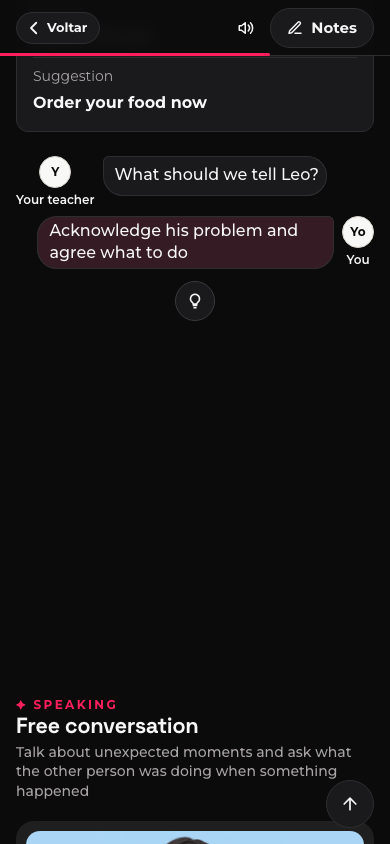 Voltar
Notes
Suggestion
Order your food now
Y
What should we tell Leo?
Your teacher
Acknowledge his problem and
agree what to do
Yo
You
SPEAKING
Free conversation
Talk about unexpected moments and ask what
the other person was doing when something
happened